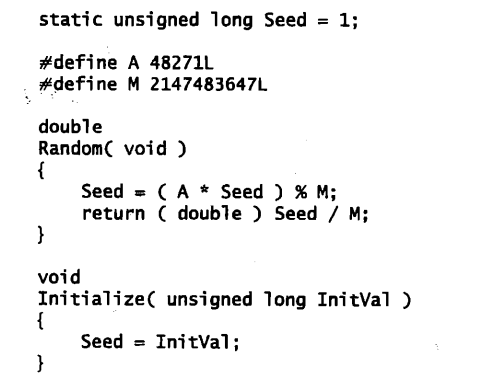 static unsigned long Seed = 1;
#define A 48271L
#define M 2147483647L
double
Random( void )
{
Seed = ( A * Seed ) % M;
return ( double ) Seed / M;
}
void
Initialize( unsigned long InitVal )
{
Seed = InitVal;
}